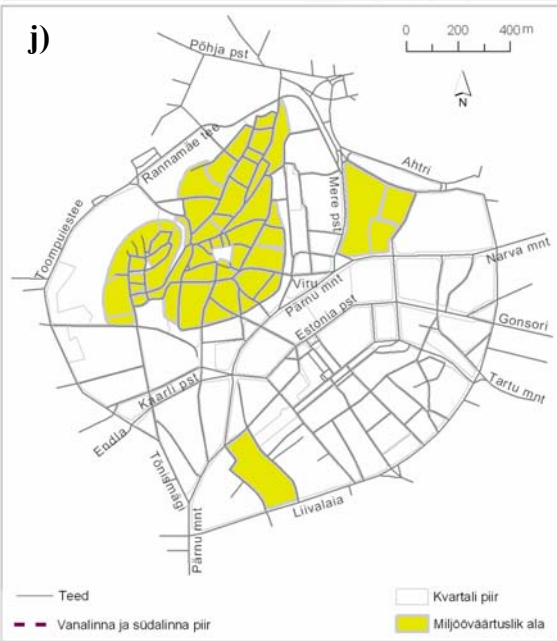 j)
0 200 400 m
N
Põhja pst
Rannamäe tee
Ahtri
Mere pst
Toompuiestee
Narva mnt
Viru
Pärnu mnt
Estonia pst
Gonsori
Tartu mnt
Kaarli pst
Endla
Tõnismägi
Liivalaia
Pärnu mnt
Teed
Kvartali piir
Vanalinna ja südalinna piir
Miljööväärtuslik ala